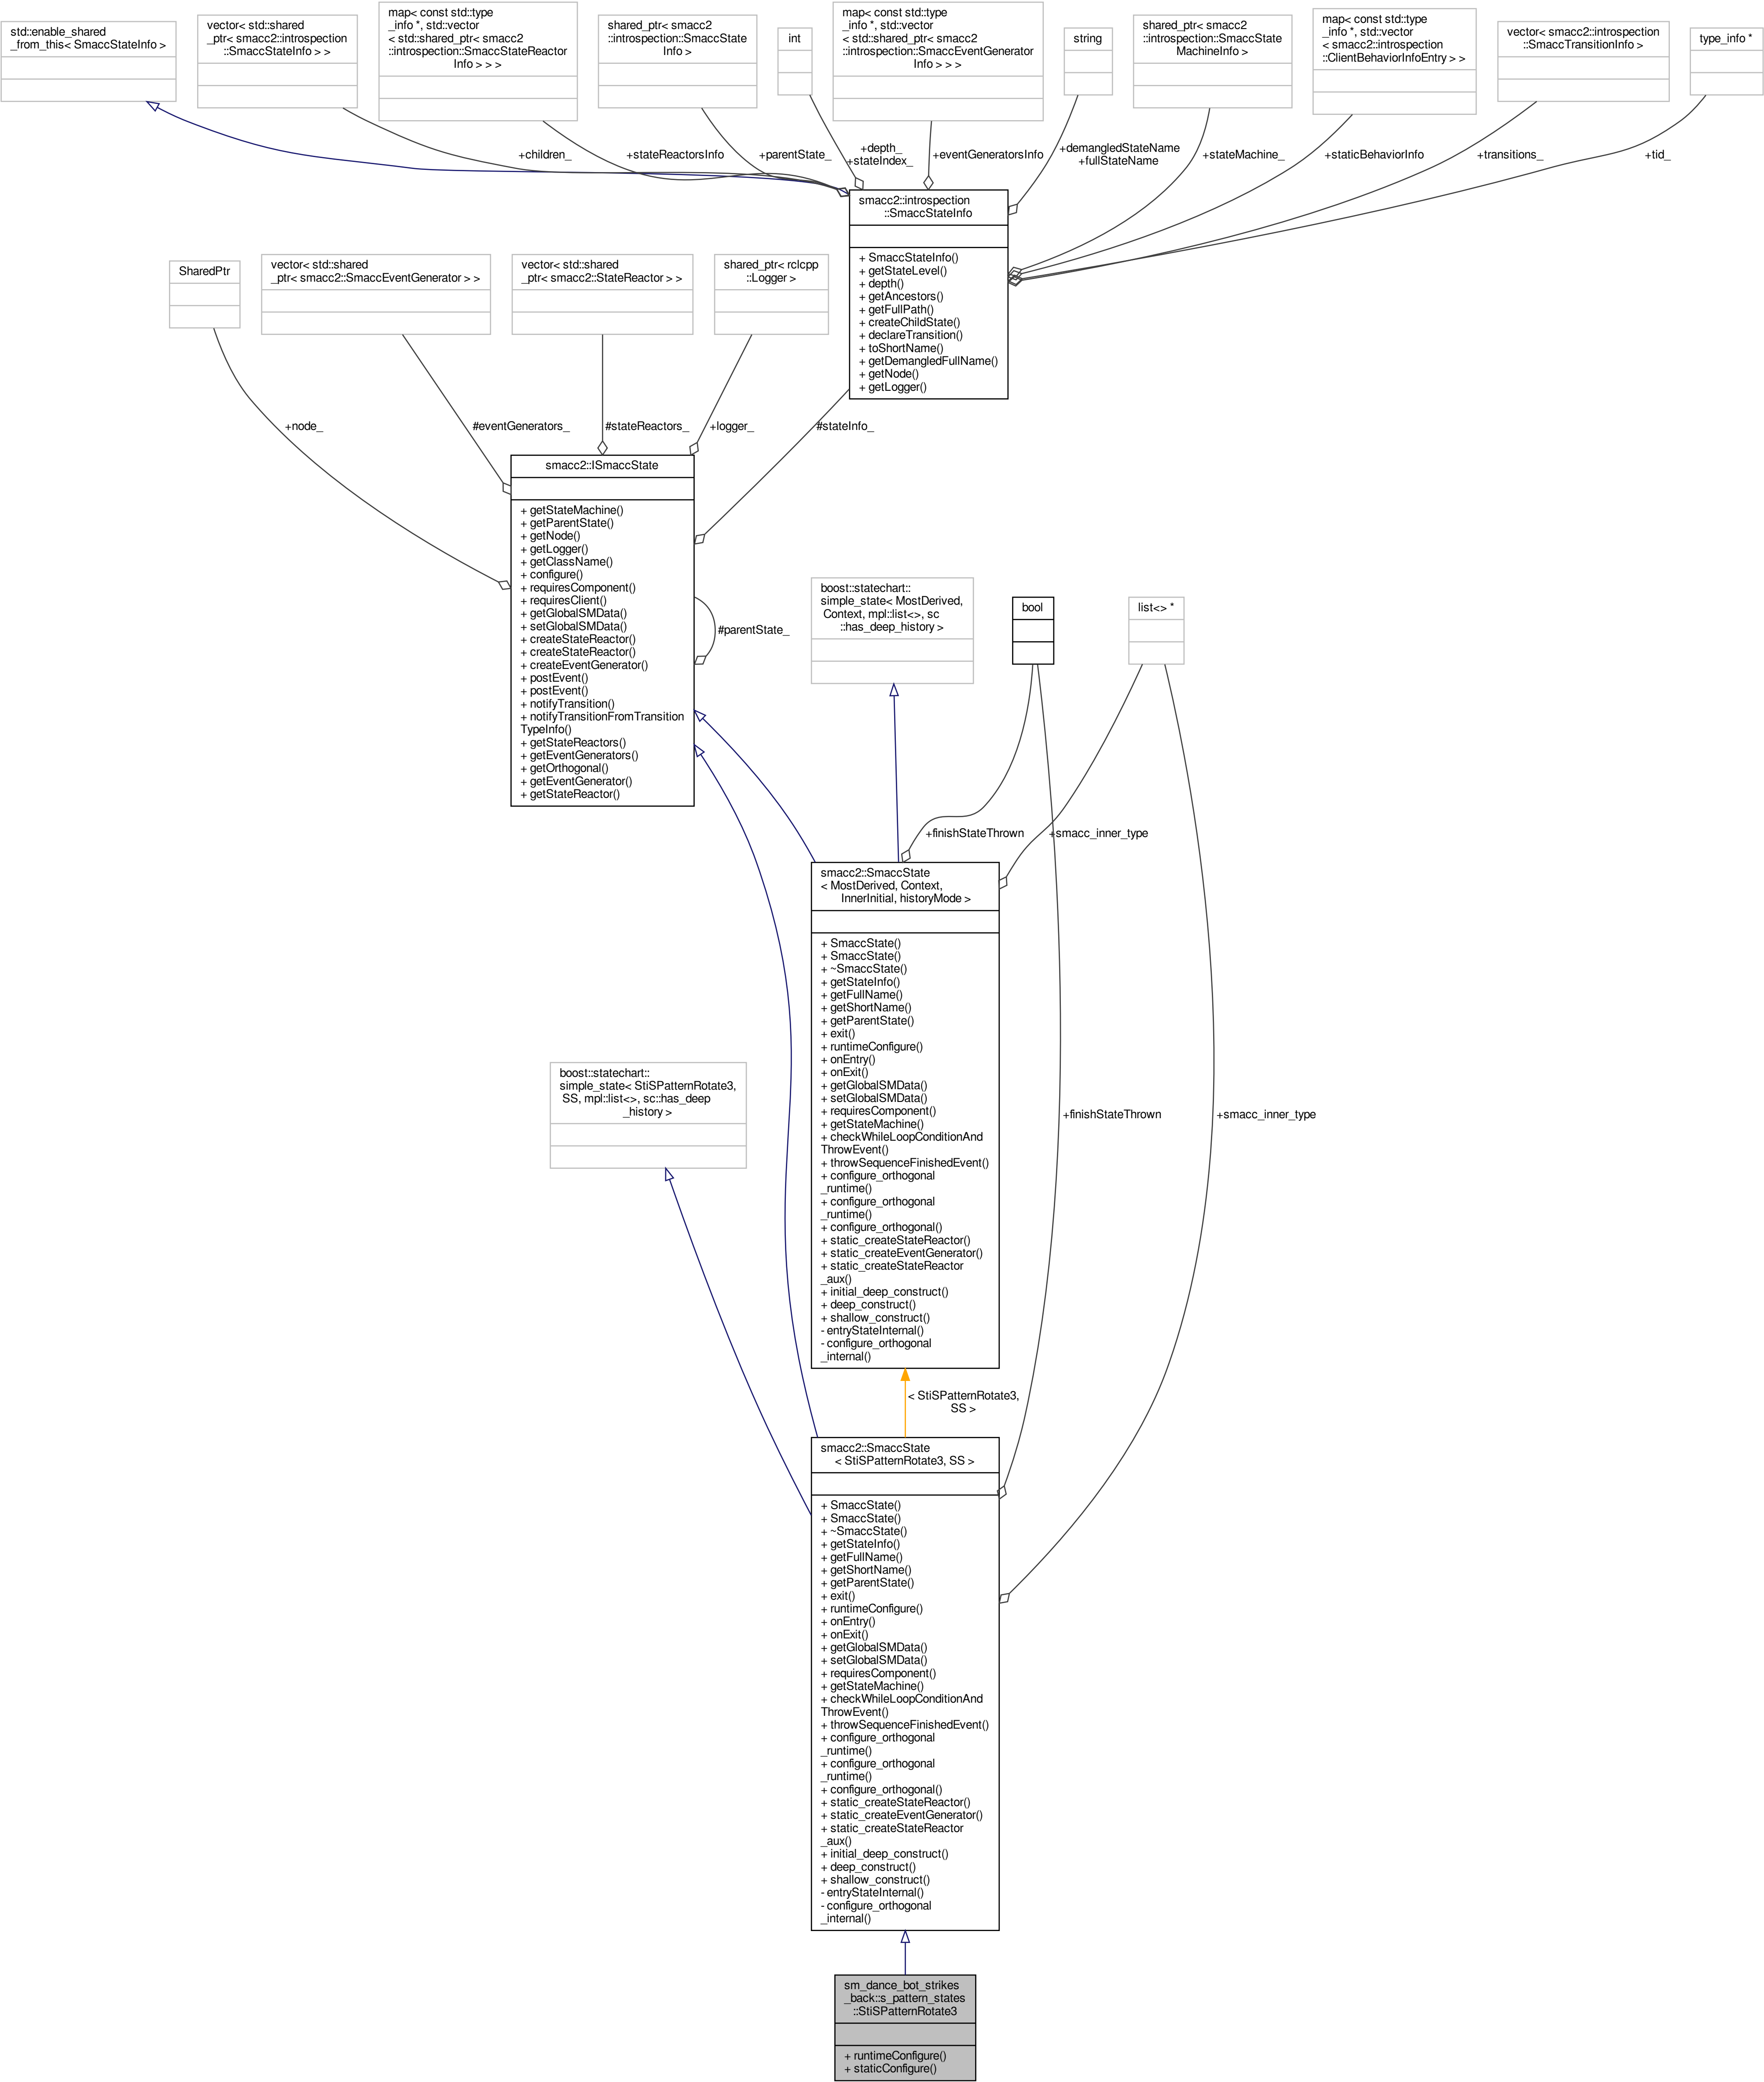 std::enable_shared
_from_this< SmaccStateInfo >
vector< std::shared
_ptr< smacc2::introspection
::SmaccStateInfo > >
map< const std::type
_info *, std::vector
< std::shared_ptr< smacc2
::introspection::SmaccStateReactor
Info > > >
shared_ptr< smacc2
::introspection::SmaccState
Info >
int
map< const std::type
_info *, std::vector
< std::shared_ptr< smacc2
::introspection::SmaccEventGenerator
Info > > >
string
shared_ptr< smacc2
::introspection::SmaccState
MachineInfo >
map< const std::type
_info *, std::vector
< smacc2::introspection
::ClientBehaviorInfoEntry > >
vector< smacc2::introspection
::SmaccTransitionInfo >
type_info *
+children_
+stateReactorsInfo
+parentState_
+depth_
+stateIndex_
+eventGeneratorsInfo
+demangledStateName
+fullStateName
+stateMachine_
+staticBehaviorInfo
+transitions_
+tid_
smacc2::introspection
::SmaccStateInfo
+ SmaccStateInfo()
+ getStateLevel()
+ depth()
+ getAncestors()
+ getFullPath()
+ createChildState()
+ declareTransition()
+ toShortName()
+ getDemangledFullName()
+ getNode()
+ getLogger()
SharedPtr
vector< std::shared
_ptr< smacc2::SmaccEventGenerator > >
vector< std::shared
_ptr< smacc2::StateReactor > >
shared_ptr< rclcpp
::Logger >
+node_
#eventGenerators_
#stateReactors_
+logger_
#stateInfo_
smacc2::ISmaccState
+ getStateMachine()
+ getParentState()
+ getNode()
+ getLogger()
+ getClassName()
+ configure()
+ requiresComponent()
+ requiresClient()
+ getGlobalSMData()
+ setGlobalSMData()
+ createStateReactor()
+ createStateReactor()
+ createEventGenerator()
+ postEvent()
+ postEvent()
+ notifyTransition()
+ notifyTransitionFromTransition
TypeInfo()
+ getStateReactors()
+ getEventGenerators()
+ getOrthogonal()
+ getEventGenerator()
+ getStateReactor()
#parentState_
boost::statechart::
simple_state< MostDerived,
Context, mpl::list<>, sc
::has_deep_history >
bool
list<> *
+finishStateThrown
+smacc_inner_type
smacc2::SmaccState
< MostDerived, Context,
InnerInitial, historyMode >
+ SmaccState()
+ SmaccState()
+ ~SmaccState()
+ getStateInfo()
+ getFullName()
+ getShortName()
+ getParentState()
+ exit()
+ runtimeConfigure()
+ onEntry()
+ onExit()
+ getGlobalSMData()
+ setGlobalSMData()
+ requiresComponent()
+ getStateMachine()
+ checkWhileLoopConditionAnd
ThrowEvent()
+ throwSequenceFinishedEvent()
+ configure_orthogonal
_runtime()
+ configure_orthogonal
_runtime()
+ configure_orthogonal()
+ static_createStateReactor()
+ static_createEventGenerator()
+ static_createStateReactor
_aux()
+ initial_deep_construct()
+ deep_construct()
+ shallow_construct()
- entryStateInternal()
- configure_orthogonal
_internal()
boost::statechart::
simple_state< StiSPatternRotate3,
SS, mpl::list<>, sc::has_deep
_history >
+finishStateThrown
+smacc_inner_type
< StiSPatternRotate3,
SS >
smacc2::SmaccState
< StiSPatternRotate3, SS >
+ SmaccState()
+ SmaccState()
+ ~SmaccState()
+ getStateInfo()
+ getFullName()
+ getShortName()
+ getParentState()
+ exit()
+ runtimeConfigure()
+ onEntry()
+ onExit()
+ getGlobalSMData()
+ setGlobalSMData()
+ requiresComponent()
+ getStateMachine()
+ checkWhileLoopConditionAnd
ThrowEvent()
+ throwSequenceFinishedEvent()
+ configure_orthogonal
_runtime()
+ configure_orthogonal
_runtime()
+ configure_orthogonal()
+ static_createStateReactor()
+ static_createEventGenerator()
+ static_createStateReactor
_aux()
+ initial_deep_construct()
+ deep_construct()
+ shallow_construct()
- entryStateInternal()
- configure_orthogonal
_internal()
sm_dance_bot_strikes
_back::s_pattern_states
::StiSPatternRotate3
+ runtimeConfigure()
+ staticConfigure()